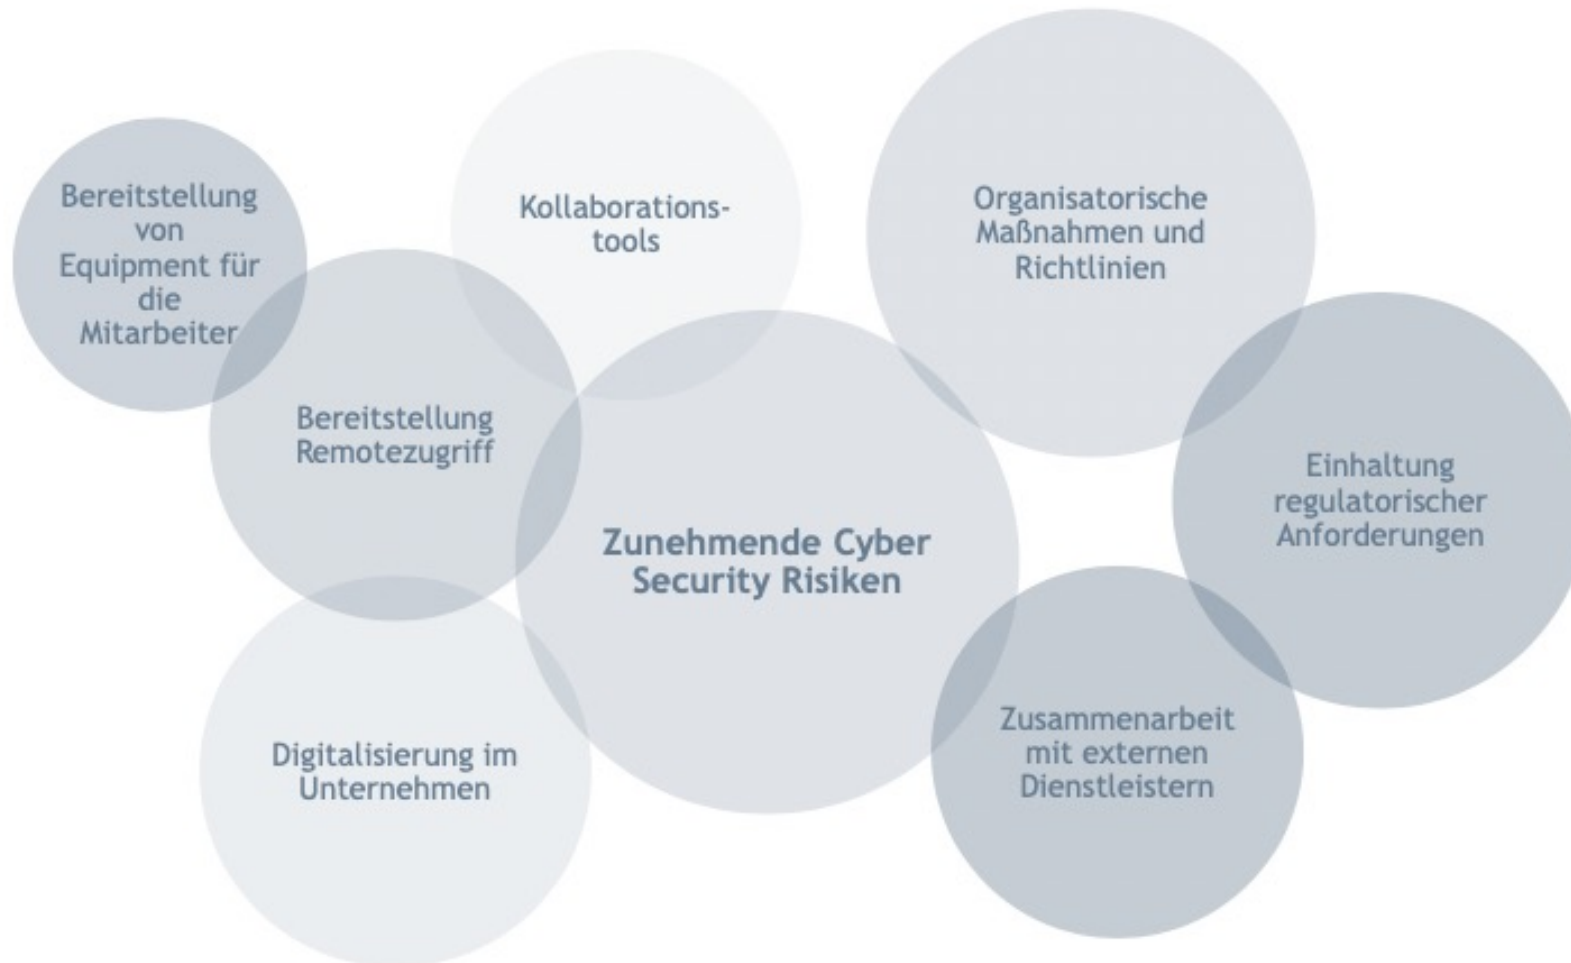 Bereitstellung
von
Equipment für
die
Mitarbeiter
Kollaborations-
tools
Organisatorische
Maßnahmen und
Richtlinien
Bereitstellung
Remotezugriff
Einhaltung
regulatorischer
Anforderungen
Zunehmende Cyber
Security Risiken
Digitalisierung im
Unternehmen
Zusammenarbeit
mit externen
Dienstleistern